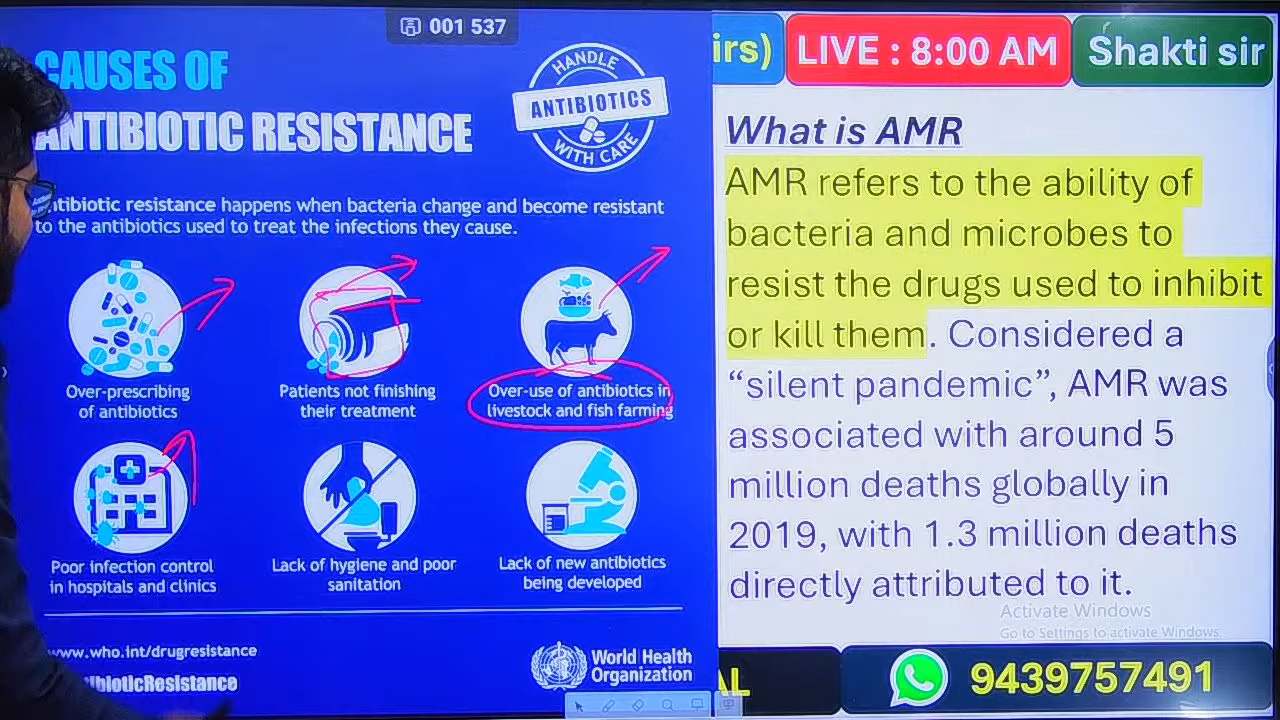 001 537
CAUSES OF
ANTIBIOTIC RESISTANCE
HANDLE
ANTIBIOTICS
WITH CARE
antibiotic resistance happens when bacteria change and become resistant
to the antibiotics used to treat the infections they cause.
Over-prescribing
of antibiotics
Patients not finishing
their treatment
Over-use of antibiotics in
livestock and fish farming
Poor infection control
in hospitals and clinics
Lack of hygiene and poor
sanitation
Lack of new antibiotics
being developed
www.who.int/drugresistance
ibioticResistance
World Health
Organization
irs)
LIVE : 8:00 AM
Shakti sir
What is AMR
AMR refers to the ability of
bacteria and microbes to
resist the drugs used to inhibit
or kill them. Considered a
“silent pandemic”, AMR was
associated with around 5
million deaths globally in
2019, with 1.3 million deaths
directly attributed to it.
Activate Windows
Go to Settings to activate Windows.
AL
9439757491